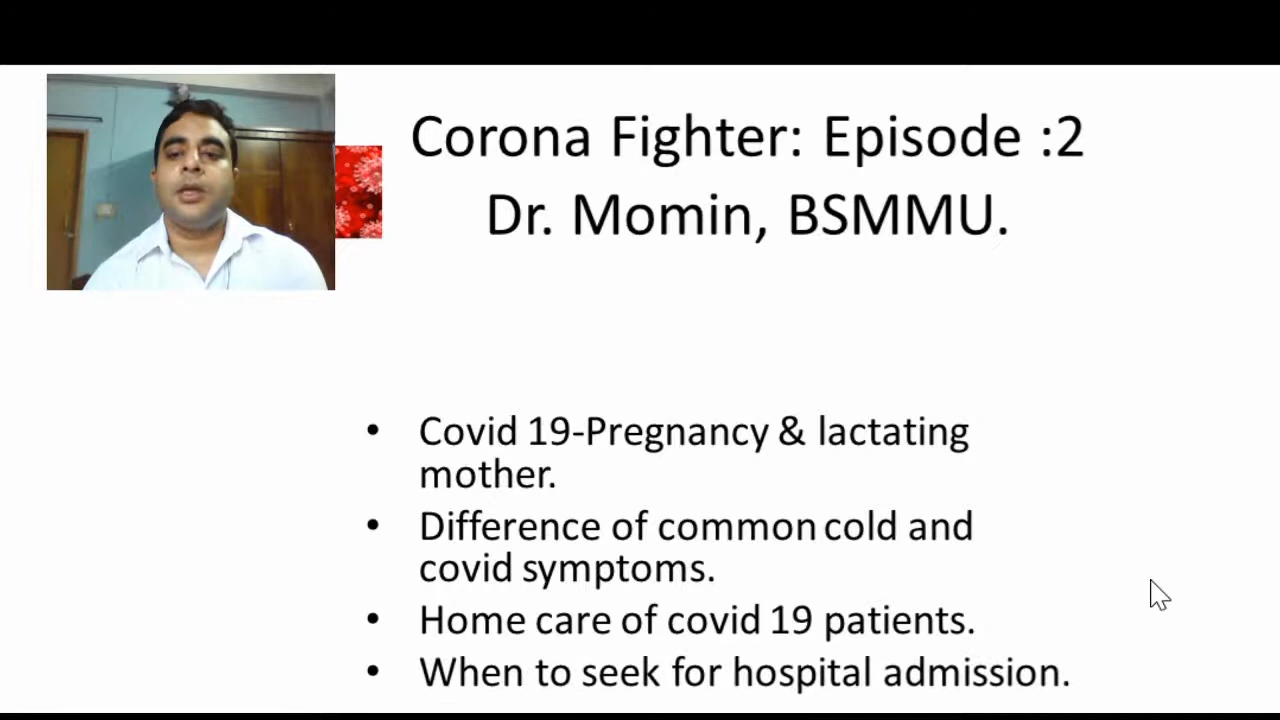 Corona Fighter: Episode :2
Dr. Momin, BSMMU.
• Covid 19-Pregnancy & lactating
mother.
• Difference of common cold and
covid symptoms.
• Home care of covid 19 patients.
• When to seek for hospital admission.